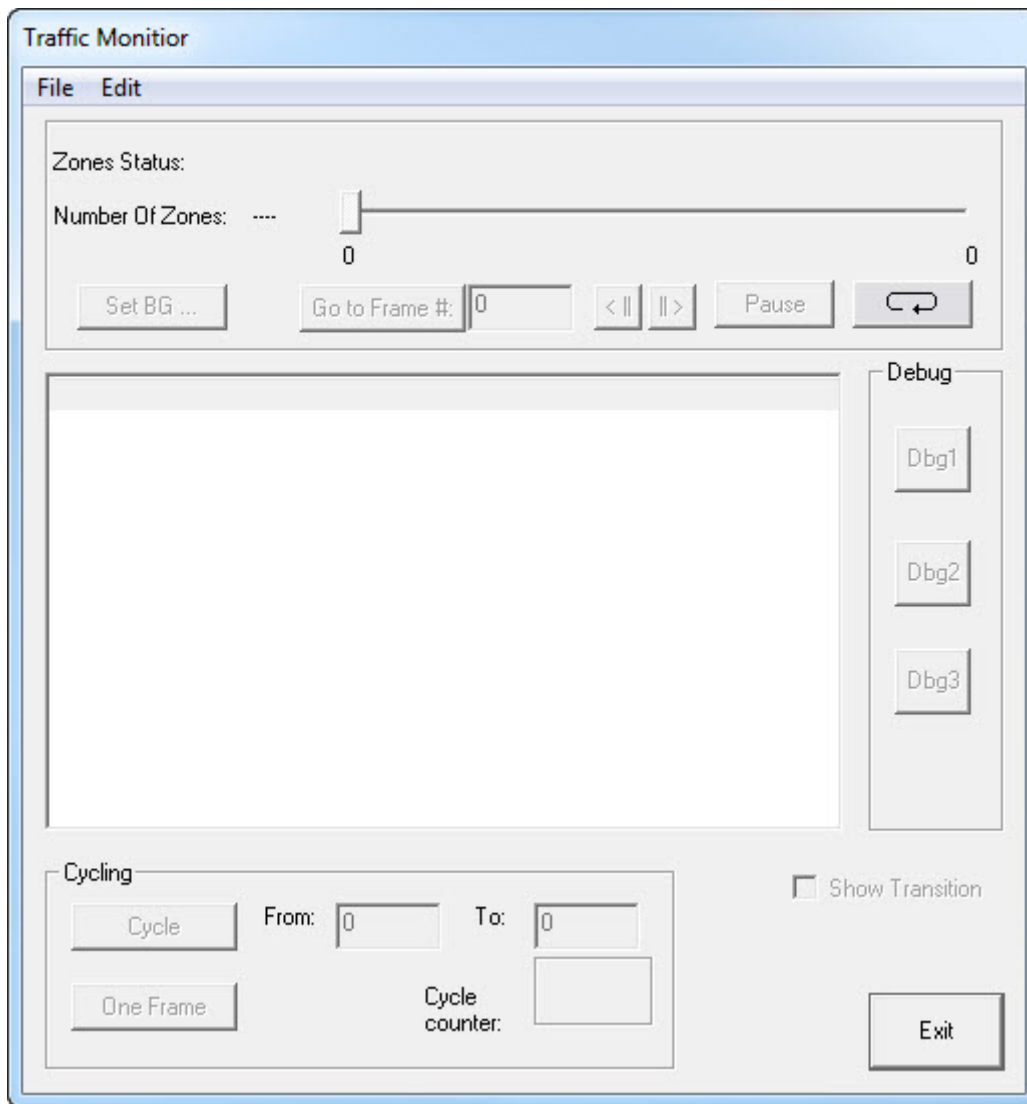 Traffic Monitior
File Edit
Zones Status:
Number Of Zones: ----
0 0
Set BG ... Go to Frame #: 0 < || || > Pause
Debug
Dbg1
Dbg2
Dbg3
Cycling
Show Transition
Cycle From: 0 To: 0
One Frame Cycle
counter:
Exit